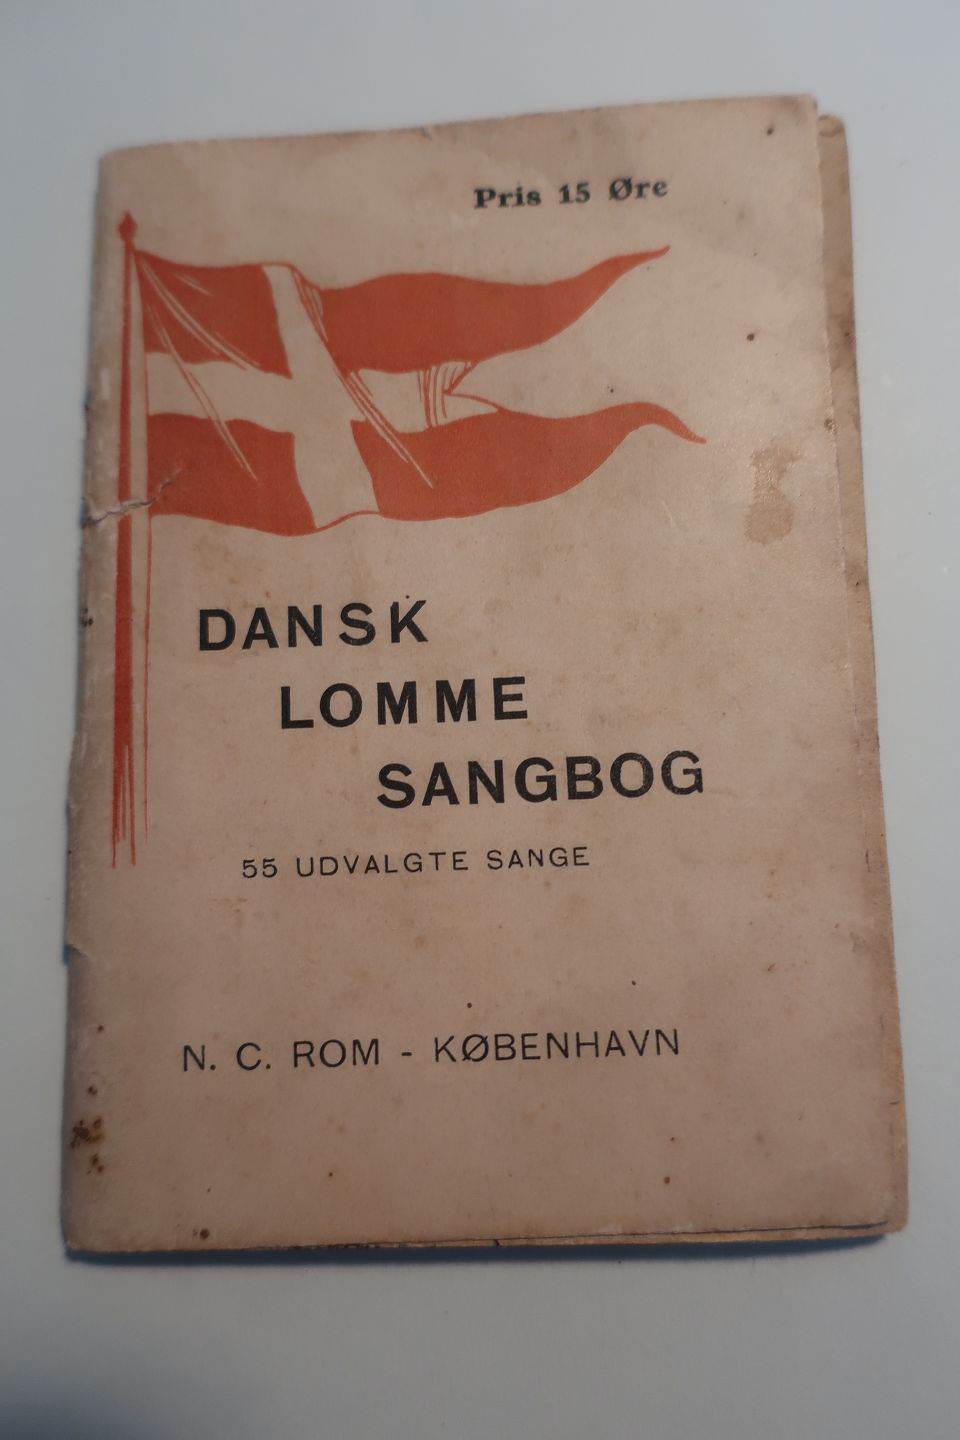 Pris 15 Øre
DANSK
LOMME
SANGBOG
55 UDVALGTE SANGE
N. C. ROM - KØBENHAVN